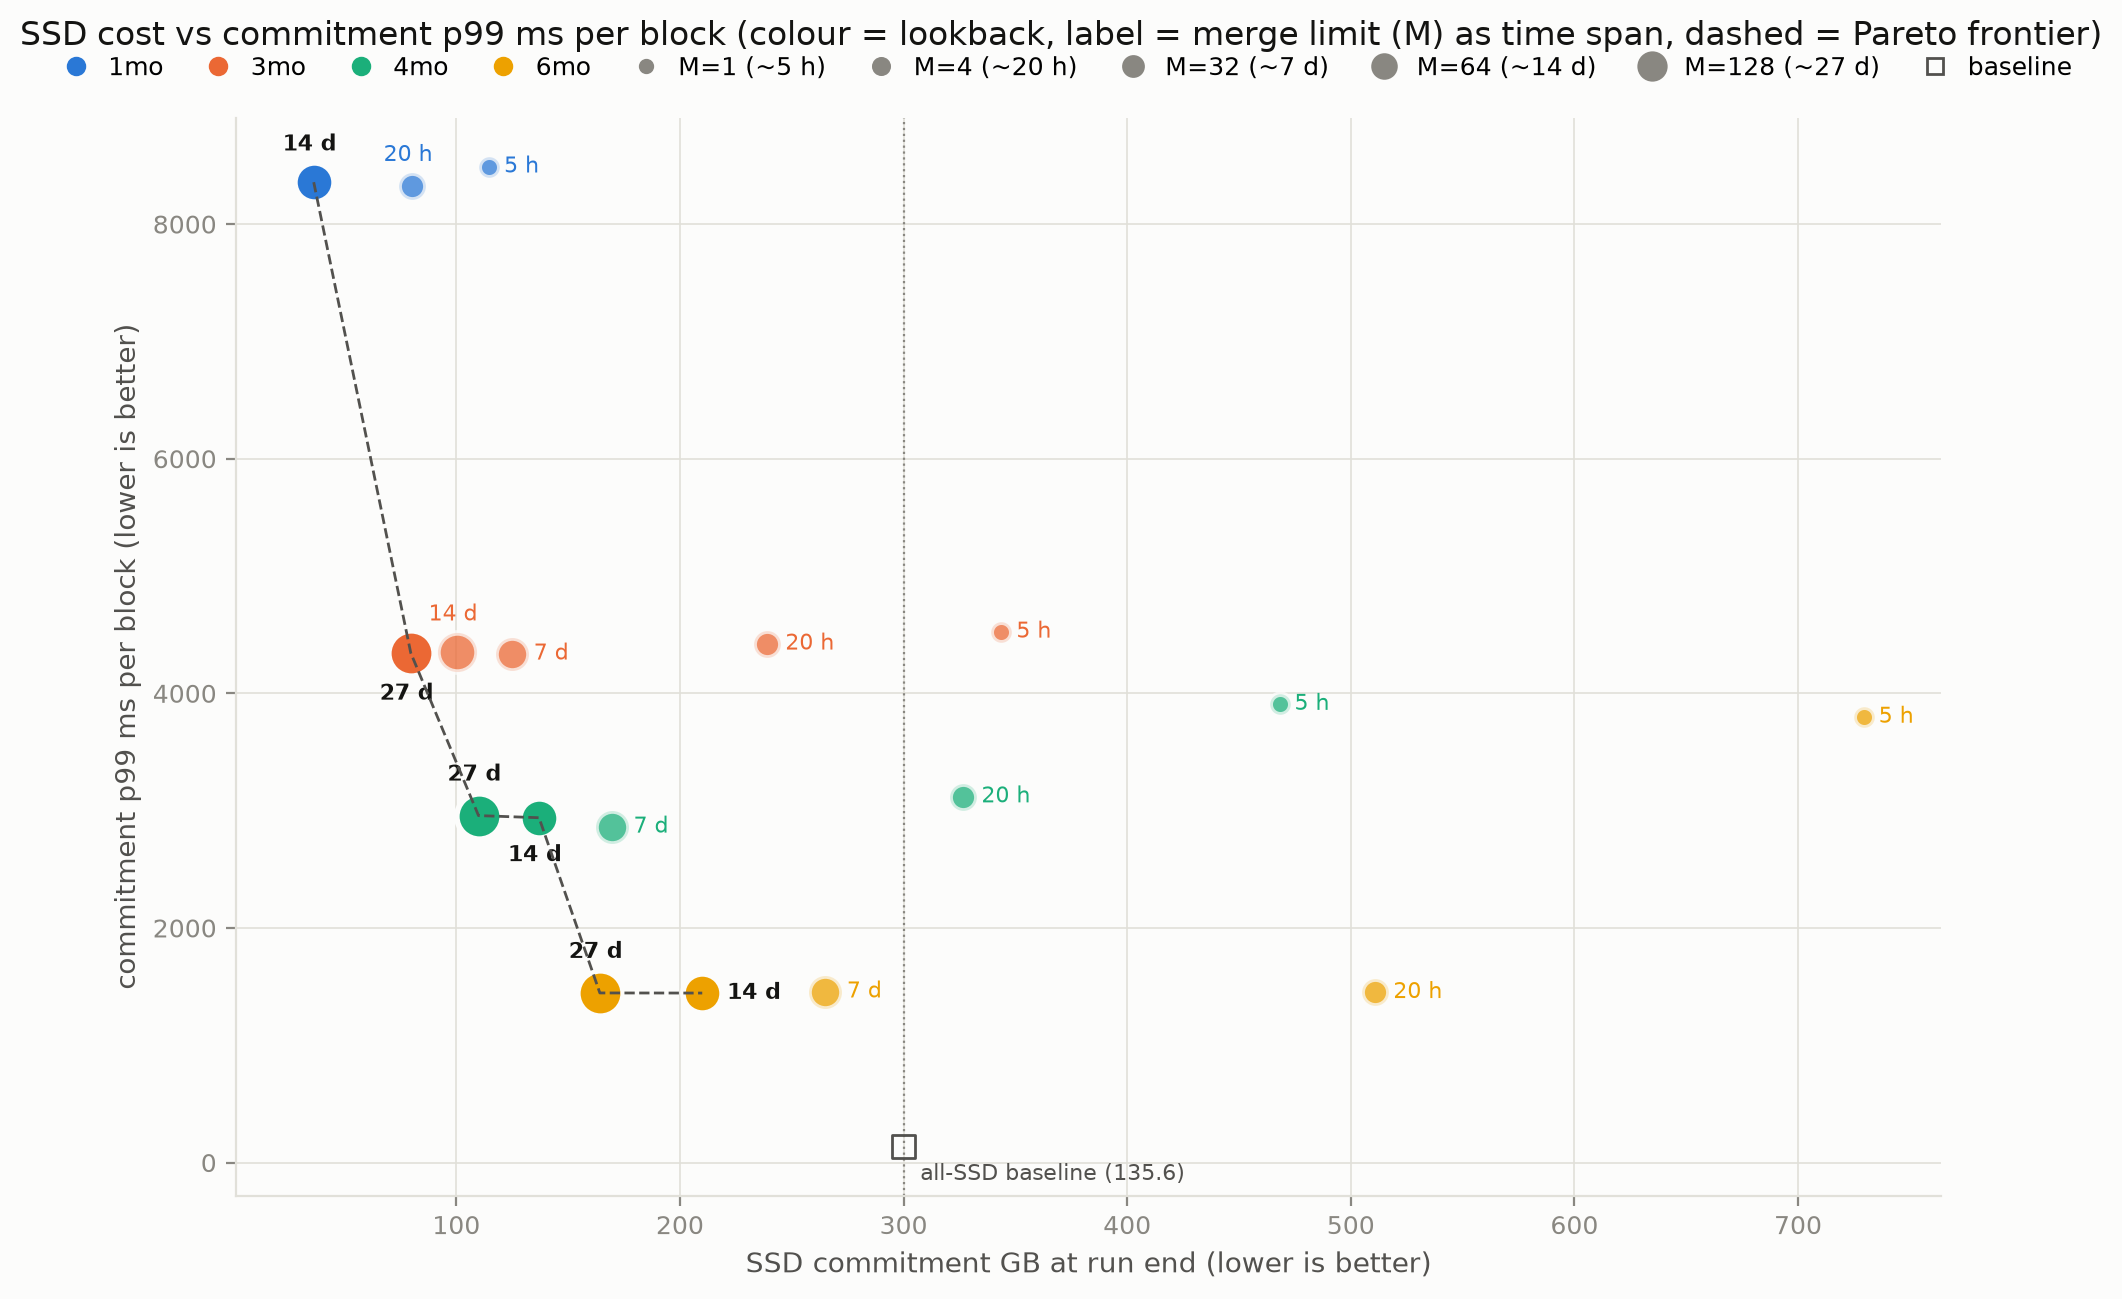 SSD cost vs commitment p99 ms per block (colour = lookback, label = merge limit (M) as time span, dashed = Pareto frontier)
1mo 3mo 4mo 6mo M=1 (~5 h) M=4 (~20 h) M=32 (~7 d) M=64 (~14 d) M=128 (~27 d) baseline
14 d
20 h
5 h
8000
6000
14 d
20 h
5 h
7 d
27 d
4000
5 h
5 h
27 d
20 h
7 d
14 d
2000
27 d
14 d
7 d
20 h
0
all-SSD baseline (135.6)
100 200 300 400 500 600 700
SSD commitment GB at run end (lower is better)
commitment p99 ms per block (lower is better)